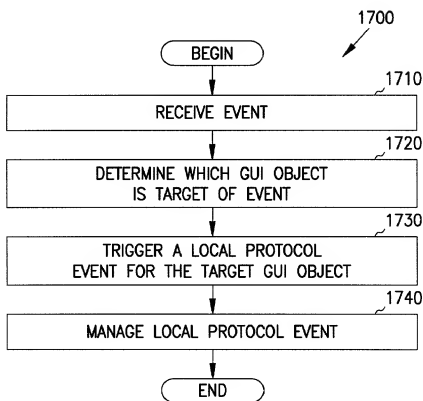 1700
BEGIN
1710
RECEIVE EVENT
1720
DETERMINE WHICH GUI OBJECT
IS TARGET OF EVENT
1730
TRIGGER A LOCAL PROTOCOL
EVENT FOR THE TARGET GUI OBJECT
1740
MANAGE LOCAL PROTOCOL EVENT
END